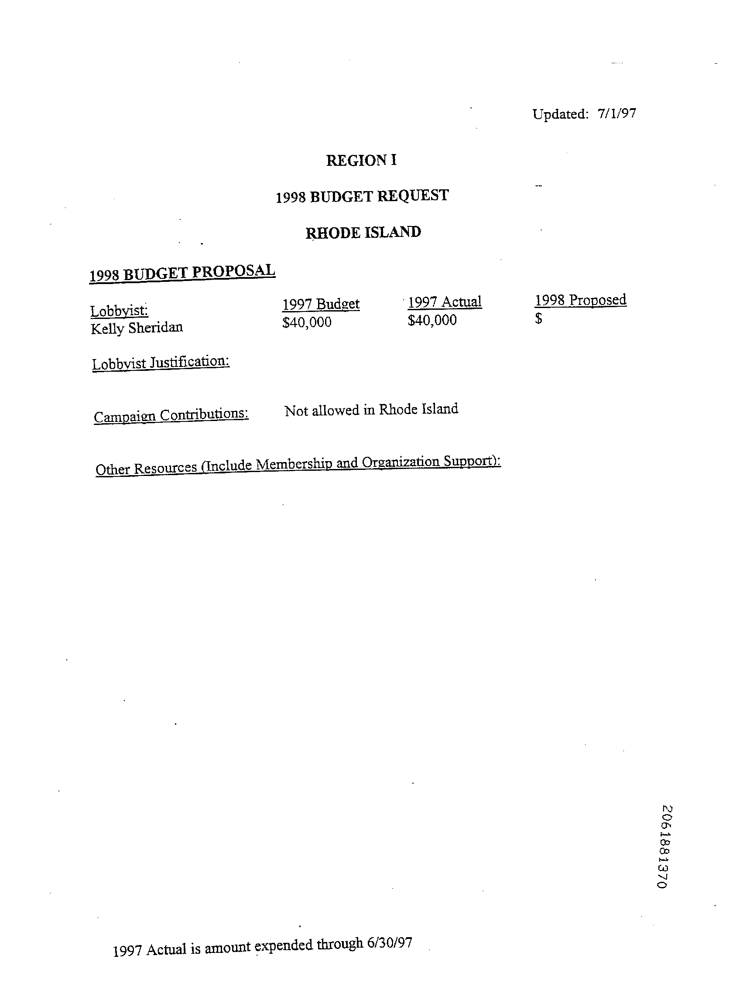 Updated: 7/1/97
REGION I
1998 BUDGET REQUEST
RHODE ISLAND
1998 BUDGET PROPOSAL
Lobbyist: 1997 Budget 1997 Actual 1998 Proposed
Kelly Sheridan $40,000 $40,000 $
Lobbyist Justification:
Campaign Contributions: Not allowed in Rhode Island
Other Resources (Include Membership and Organization Support):
2061881370
1997 Actual is amount expended through 6/30/97